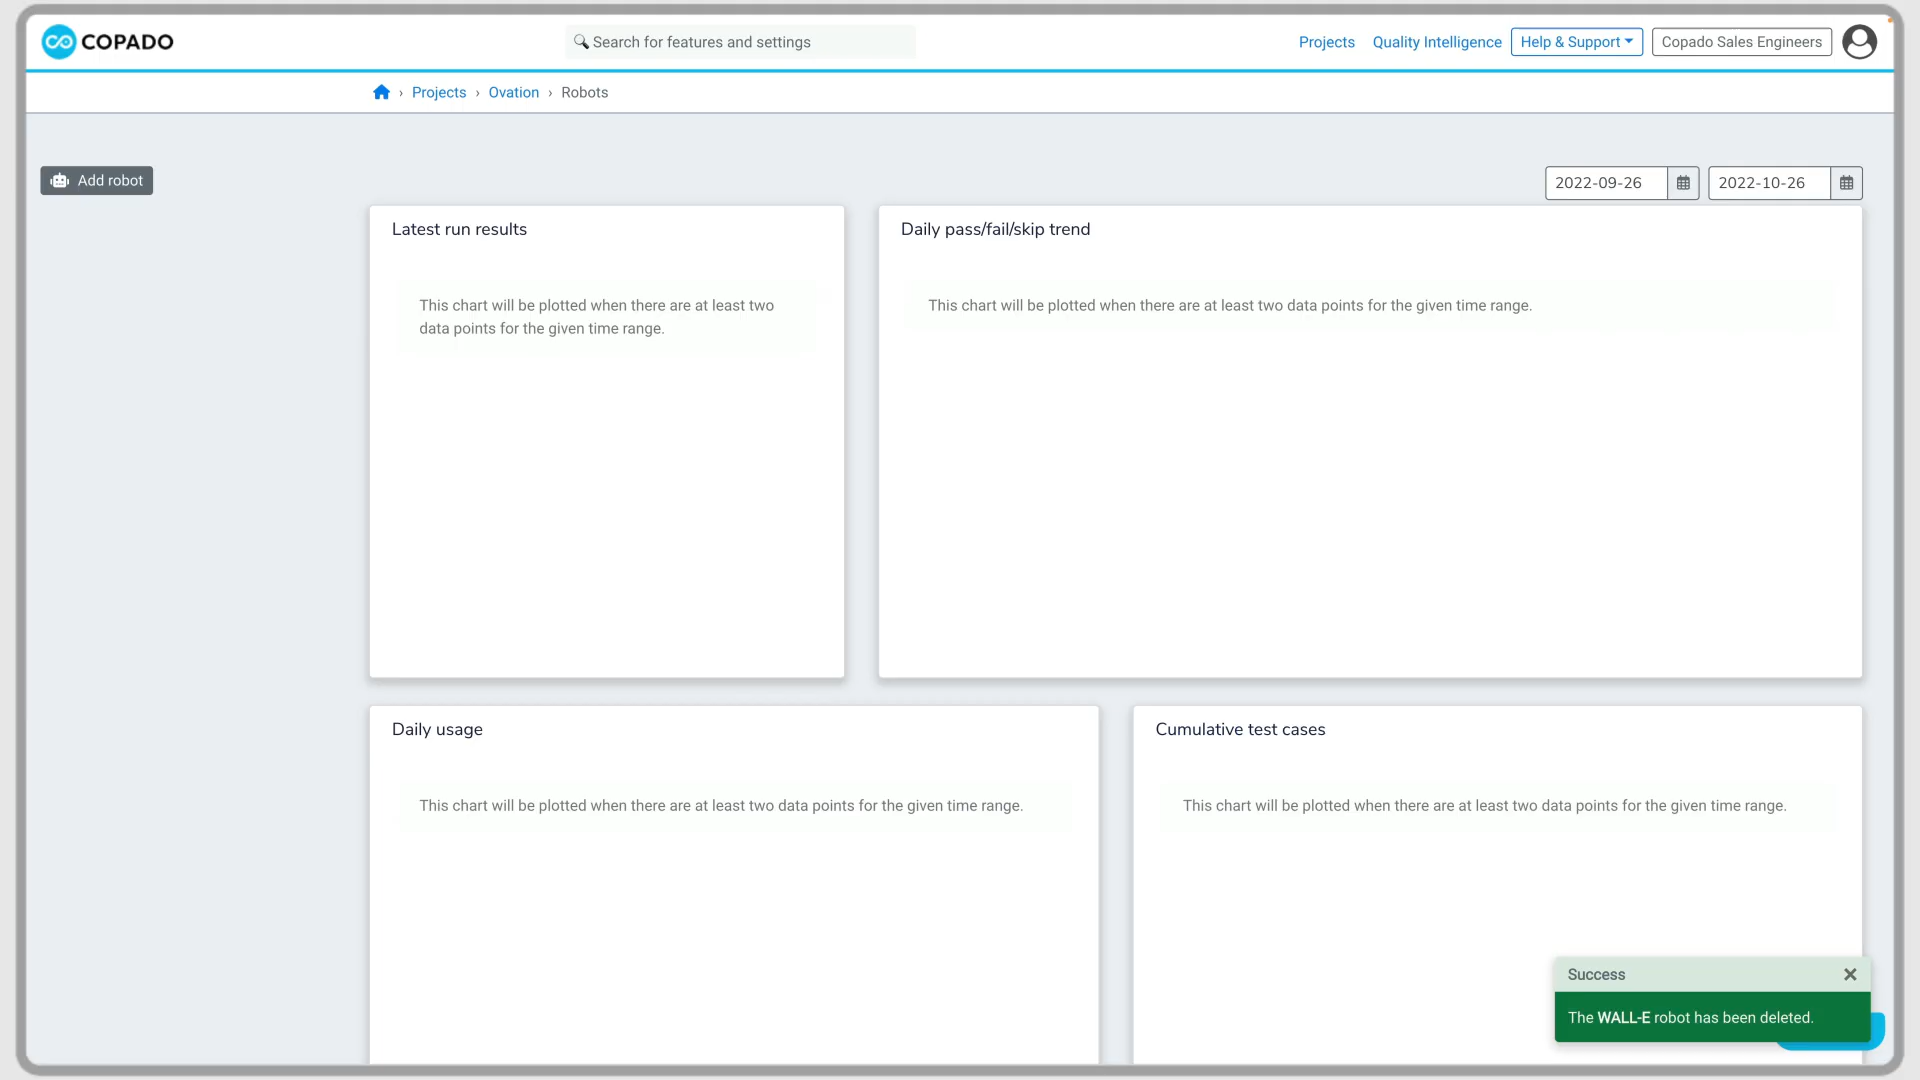 COPADO
Search for features and settings
Projects
Quality Intelligence
Help & Support
Copado Sales Engineers
› Projects › Ovation › Robots
Add robot
2022-09-26
2022-10-26
Latest run results
This chart will be plotted when there are at least two
data points for the given time range.
Daily pass/fail/skip trend
This chart will be plotted when there are at least two data points for the given time range.
Daily usage
This chart will be plotted when there are at least two data points for the given time range.
Cumulative test cases
This chart will be plotted when there are at least two data points for the given time range.
Success
The WALL-E robot has been deleted.